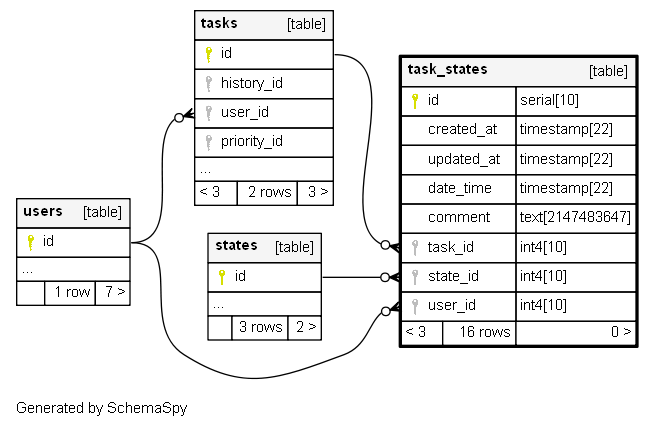 tasks [table]
id
history_id
user_id
priority_id
...
< 3 2 rows 3 >
task_states [table]
id serial[10]
created_at timestamp[22]
updated_at timestamp[22]
date_time timestamp[22]
comment text[2147483647]
task_id int4[10]
state_id int4[10]
user_id int4[10]
< 3 16 rows 0 >
users [table]
id
...
1 row 7 >
states [table]
id
...
3 rows 2 >
Generated by SchemaSpy